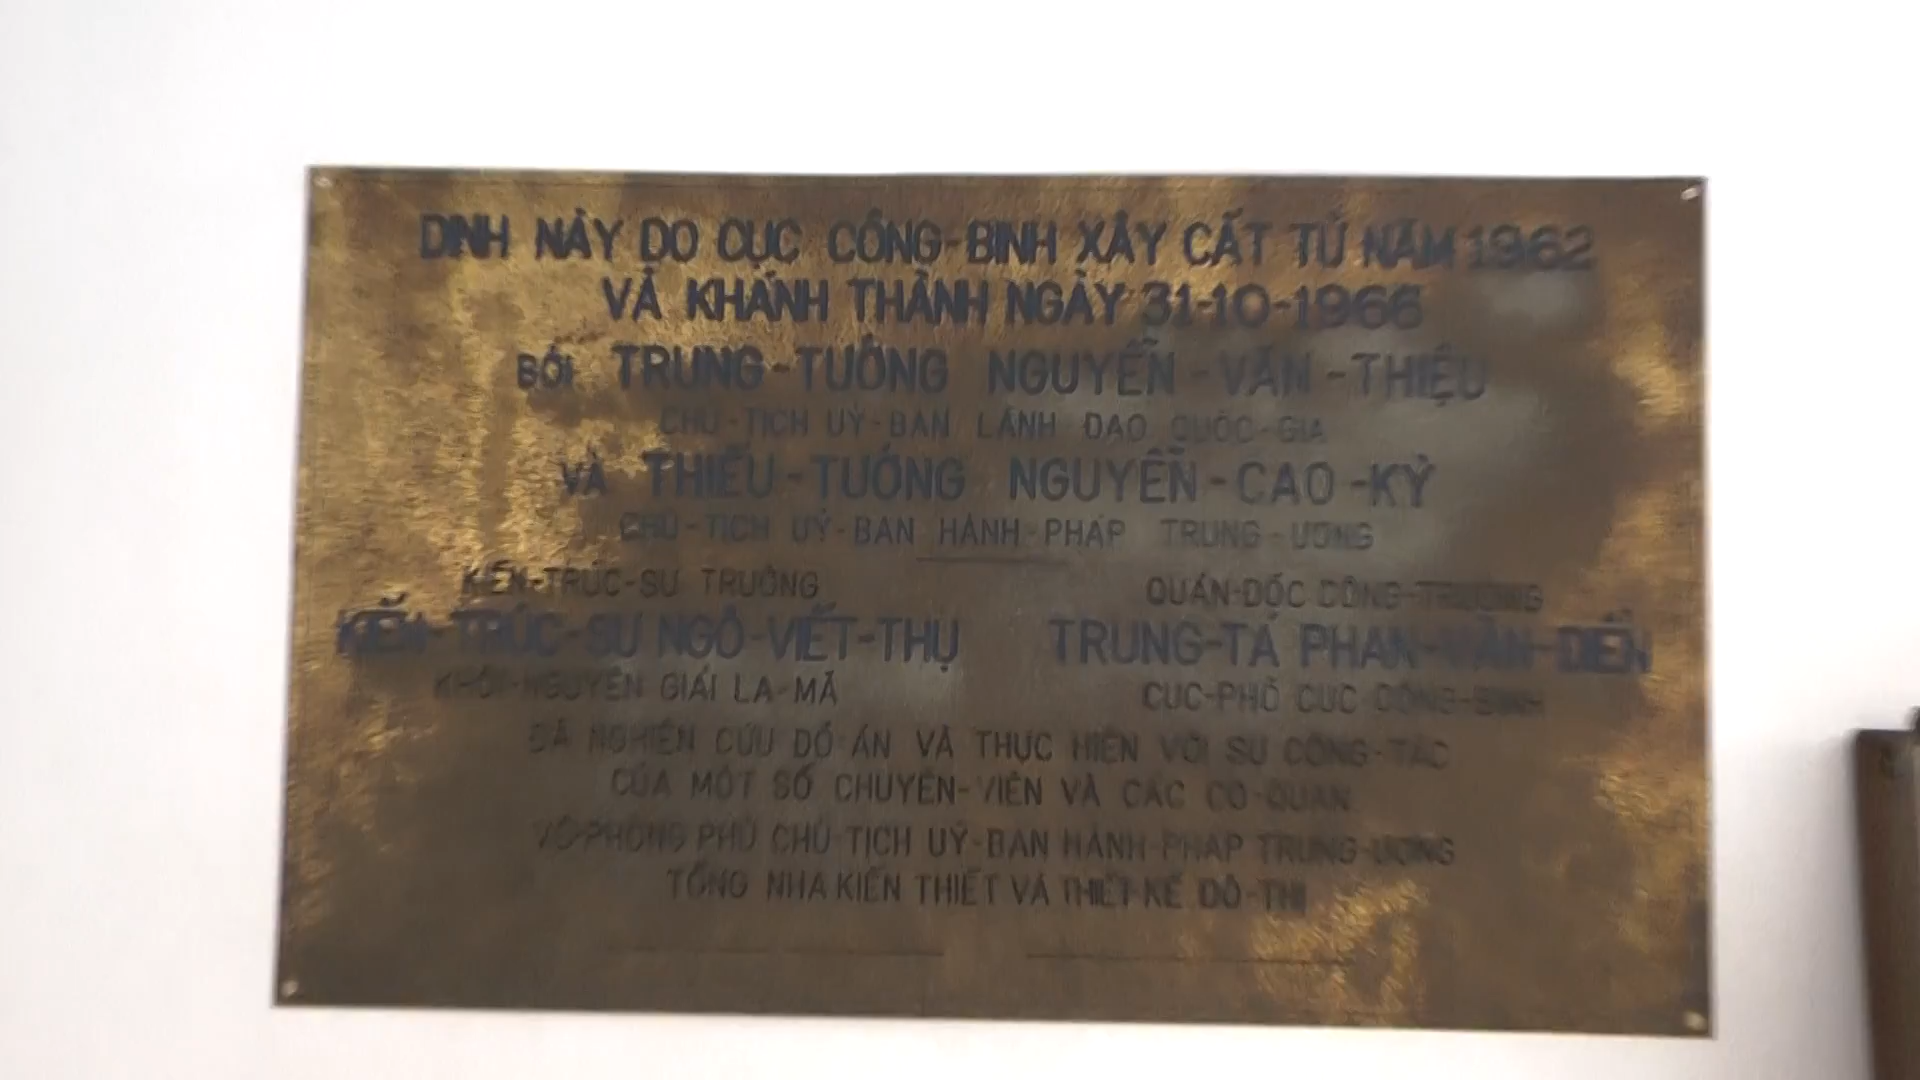 DINH NÀY DO CỤC CÔNG-BINH XÂY CẤT TỪ NĂM 1962
VÀ KHÁNH THÀNH NGÀY 31-10-1966
BỞI TRUNG-TƯỚNG NGUYỄN-VĂN-THIỆU
CHỦ-TỊCH UỶ-BAN LÃNH ĐẠO QUỐC-GIA
VÀ THIẾU-TƯỚNG NGUYỄN-CAO-KỲ
CHỦ-TỊCH UỶ-BAN HÀNH-PHÁP TRUNG-ƯƠNG
KIẾN-TRÚC-SƯ TRƯỞNG
KIẾN-TRÚC-SƯ NGÔ-VIẾT-THỤ
KHÔI-NGUYÊN GIẢI LA-MÃ
QUẢN-ĐỐC CÔNG-TRƯỜNG
TRUNG-TÁ PHAN-VĂN-ĐIỂN
CỤC-PHÓ CỤC CÔNG-BINH
ĐÃ NGHIÊN CỨU ĐỒ ÁN VÀ THỰC HIỆN VỚI SỰ CỘNG-TÁC
CỦA MỘT SỐ CHUYÊN-VIÊN VÀ CÁC CƠ-QUAN
PHỦ CHỦ-TỊCH UỶ-BAN HÀNH-PHÁP TRUNG-ƯƠNG
TỔNG NHA KIẾN THIẾT VÀ THIẾT-KẾ ĐÔ-THỊ